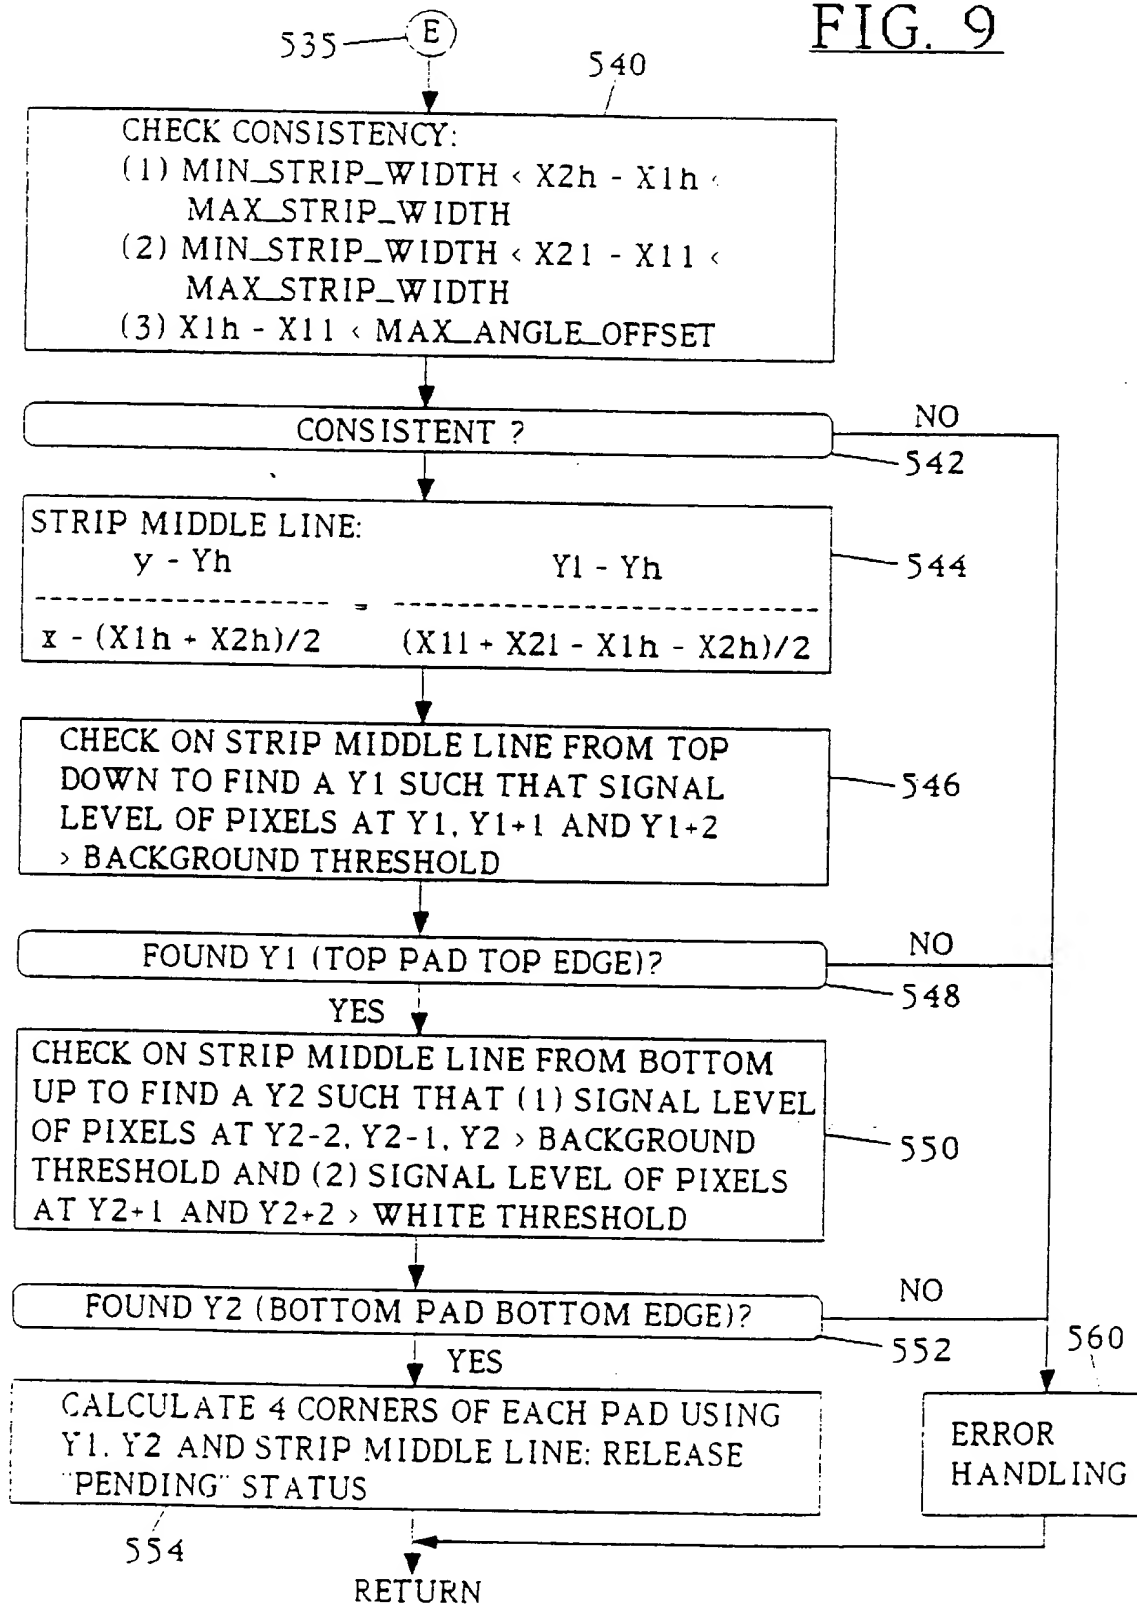 FIG. 9
535
E
540
CHECK CONSISTENCY:
(1) MIN_STRIP_WIDTH < X2h - X1h <
MAX_STRIP_WIDTH
(2) MIN_STRIP_WIDTH < X2l - X1l <
MAX_STRIP_WIDTH
(3) X1h - X1l < MAX_ANGLE_OFFSET
CONSISTENT ?
NO
542
STRIP MIDDLE LINE:
y - Yh Yl - Yh
-------------------- = -----------------------------
x - (X1h + X2h)/2 (X1l + X2l - X1h - X2h)/2
544
CHECK ON STRIP MIDDLE LINE FROM TOP
DOWN TO FIND A Y1 SUCH THAT SIGNAL
LEVEL OF PIXELS AT Y1, Y1+1 AND Y1+2
> BACKGROUND THRESHOLD
546
FOUND Y1 (TOP PAD TOP EDGE)?
NO
548
YES
CHECK ON STRIP MIDDLE LINE FROM BOTTOM
UP TO FIND A Y2 SUCH THAT (1) SIGNAL LEVEL
OF PIXELS AT Y2-2, Y2-1, Y2 > BACKGROUND
THRESHOLD AND (2) SIGNAL LEVEL OF PIXELS
AT Y2+1 AND Y2+2 > WHITE THRESHOLD
550
FOUND Y2 (BOTTOM PAD BOTTOM EDGE)?
NO
552
YES
560
CALCULATE 4 CORNERS OF EACH PAD USING
Y1, Y2 AND STRIP MIDDLE LINE: RELEASE
"PENDING" STATUS
554
ERROR
HANDLING
RETURN